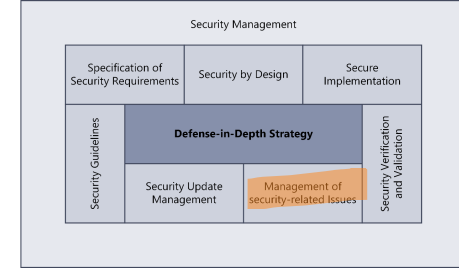 Security Management
Specification of
Security Requirements
Security by Design
Secure
Implementation
Security Guidelines
Defense-in-Depth Strategy
Security Verification
and Validation
Security Update
Management
Management of
security-related Issues